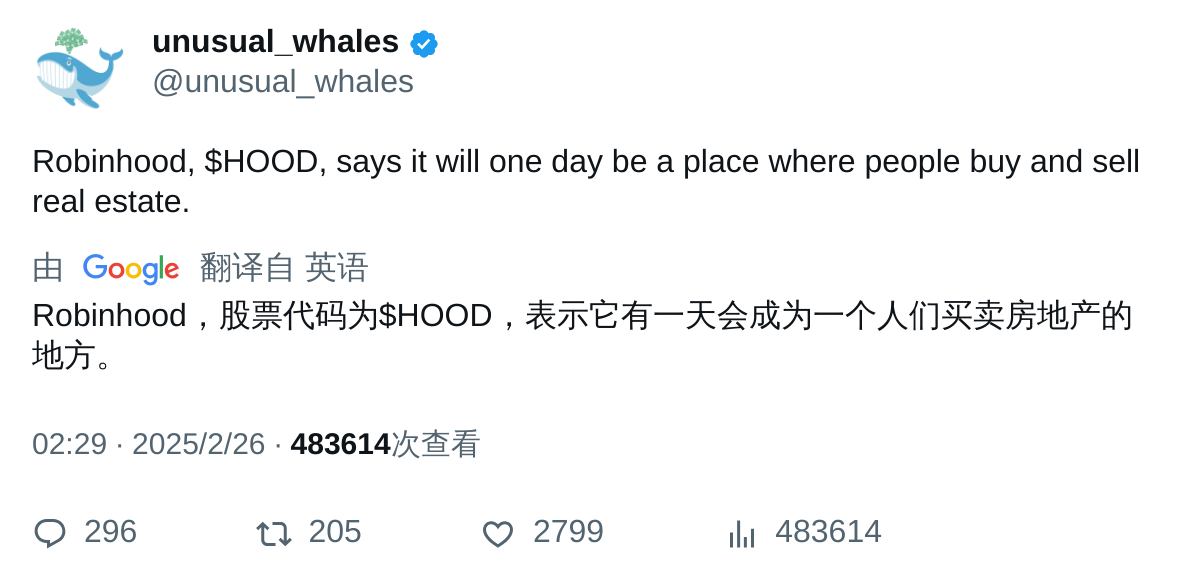 unusual_whales
@unusual_whales
Robinhood, $HOOD, says it will one day be a place where people buy and sell
real estate.
由 Google 翻译自 英语
Robinhood，股票代码为$HOOD，表示它有一天会成为一个人们买卖房地产的
地方。
02:29 · 2025/2/26 · 483614次查看
296 205 2799 483614